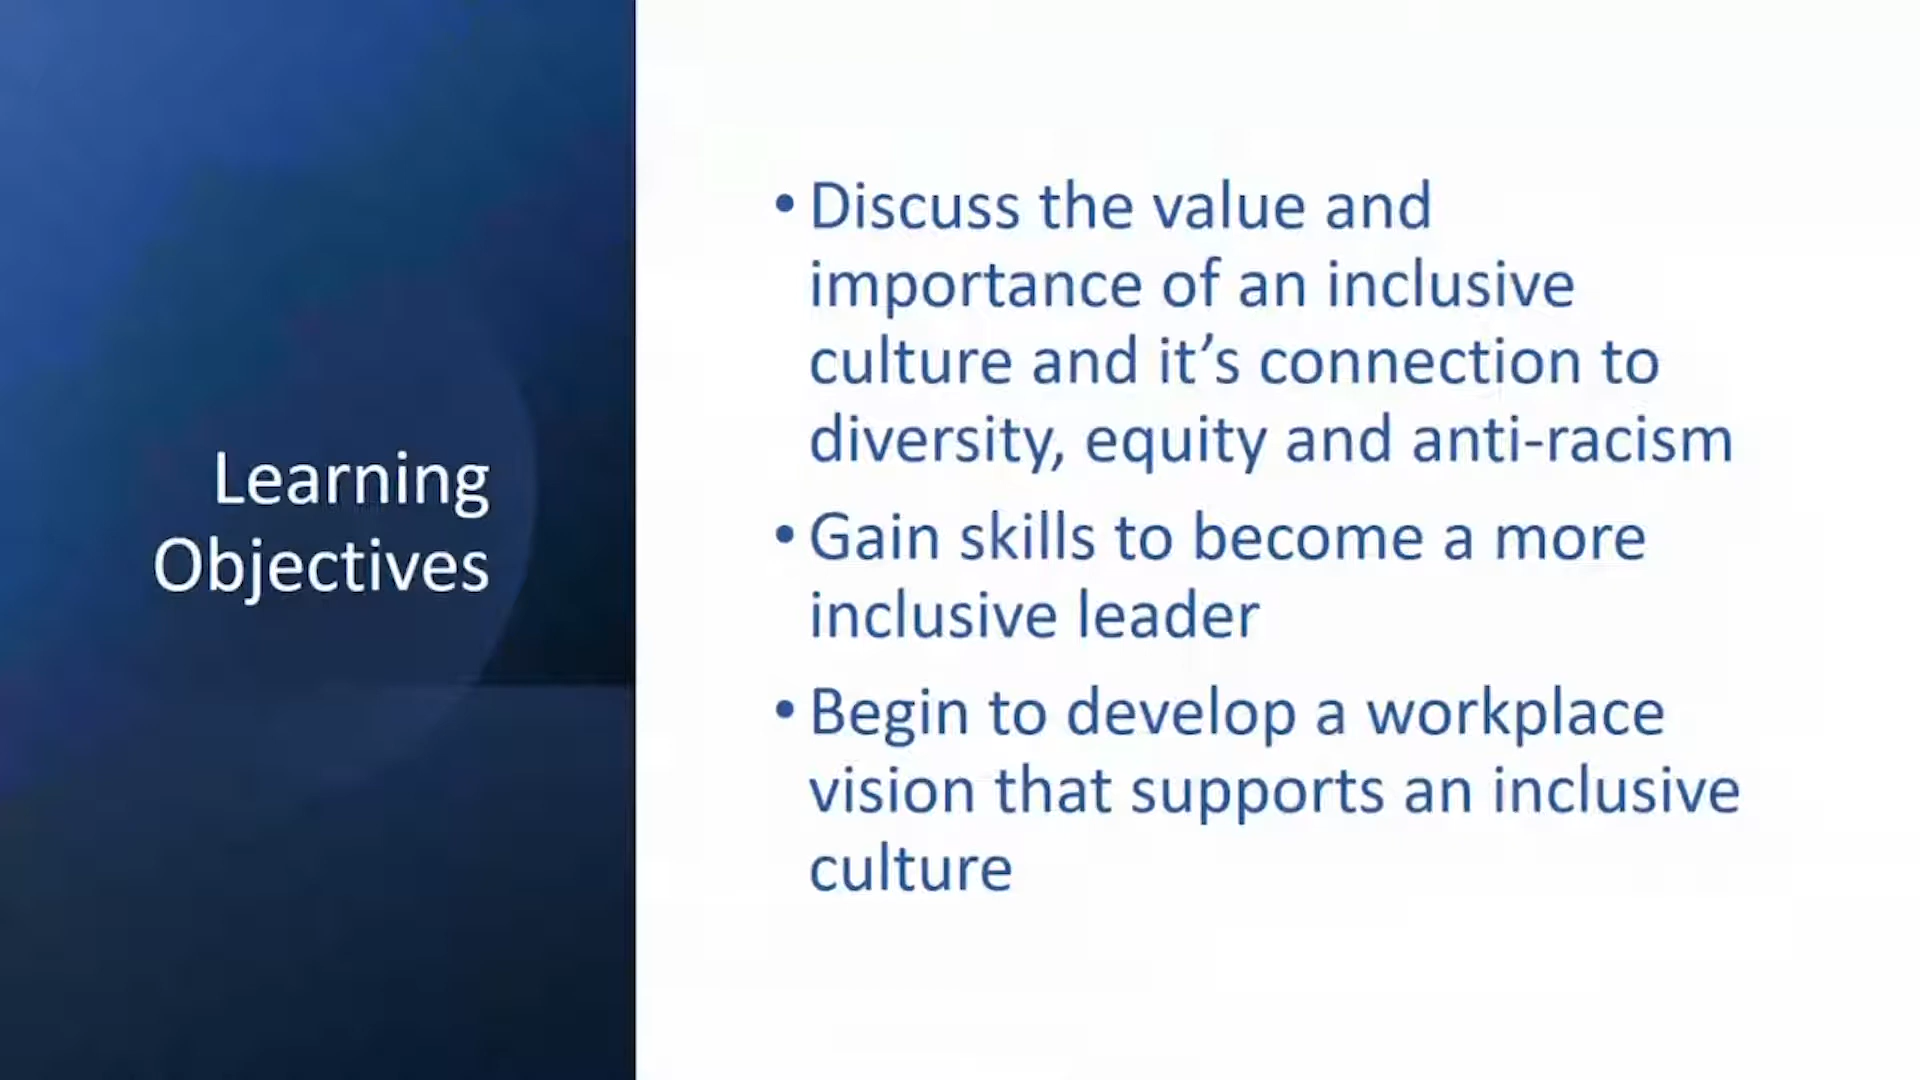 Learning
Objectives
• Discuss the value and
importance of an inclusive
culture and it’s connection to
diversity, equity and anti-racism
• Gain skills to become a more
inclusive leader
• Begin to develop a workplace
vision that supports an inclusive
culture